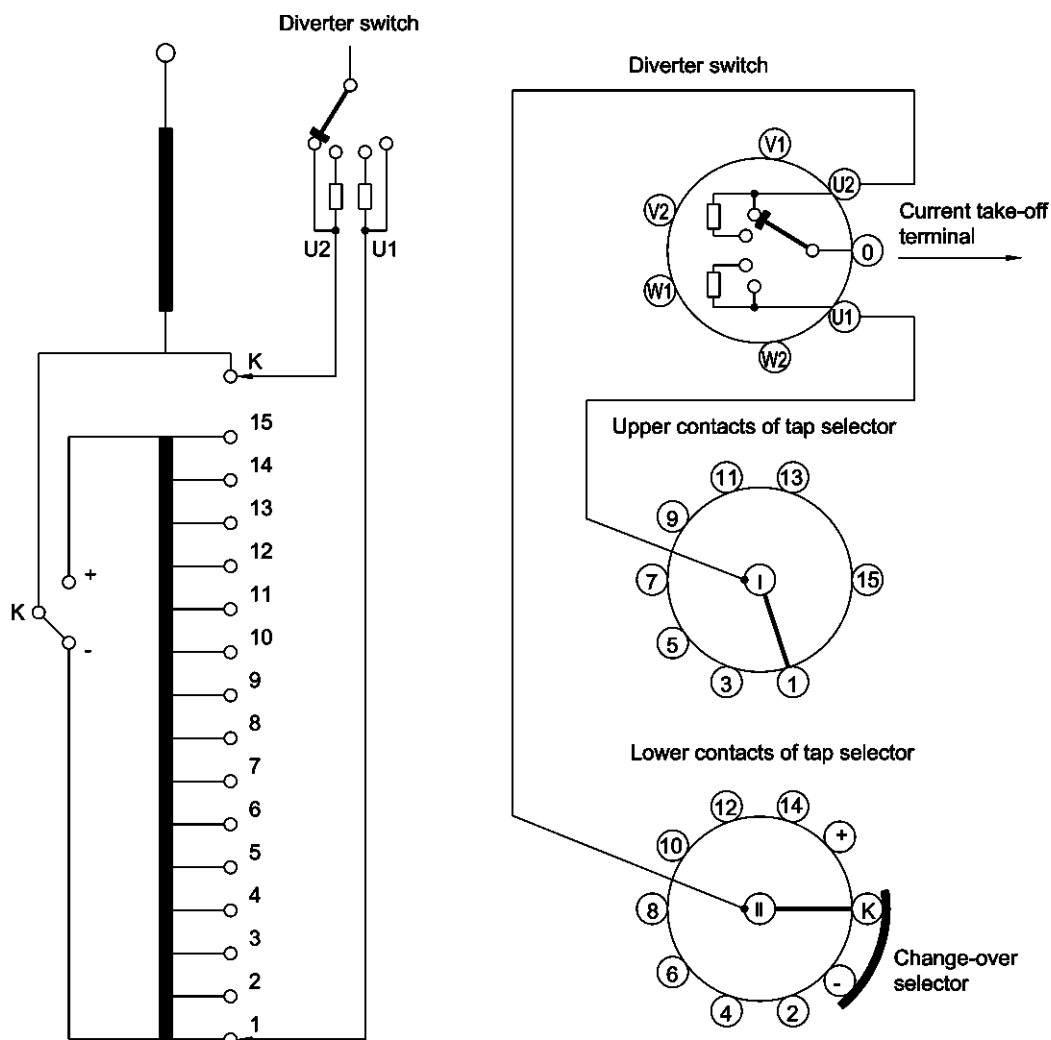 Diverter switch
U2
U1
K
15
14
13
12
11
10
9
8
7
6
5
4
3
2
1
+
K
-
Diverter switch
V1
U2
V2
0
W1
U1
W2
Current take-off
terminal
Upper contacts of tap selector
11
13
9
7
I
15
5
3
1
Lower contacts of tap selector
12
14
10
+
8
II
K
6
-
4
2
Change-over
selector